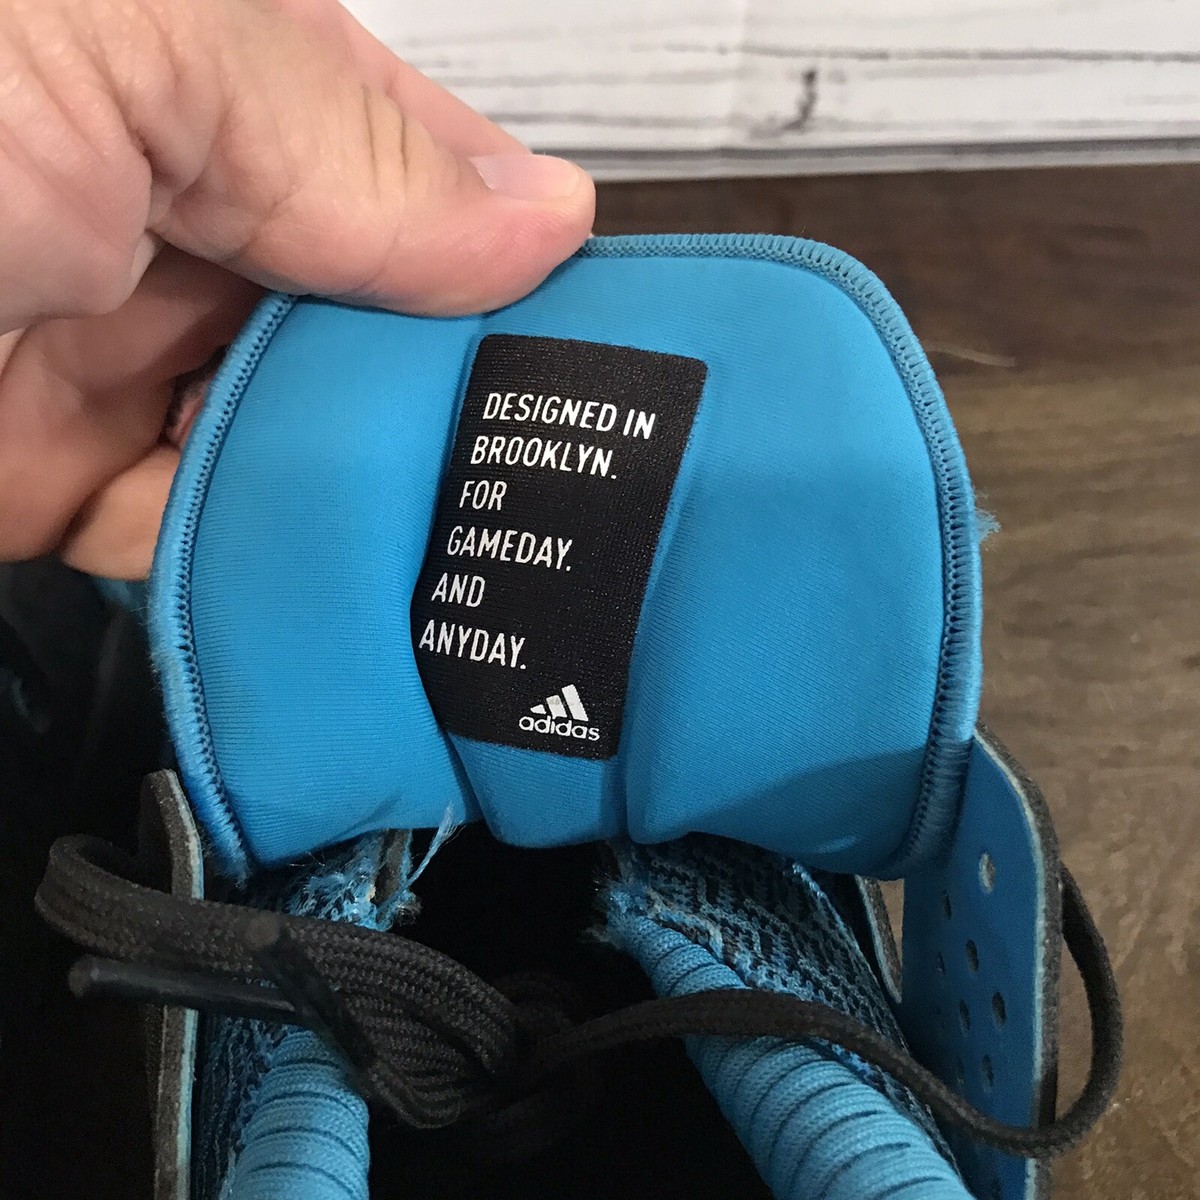 DESIGNED IN
BROOKLYN.
FOR
GAMEDAY.
AND
ANYDAY.
adidas